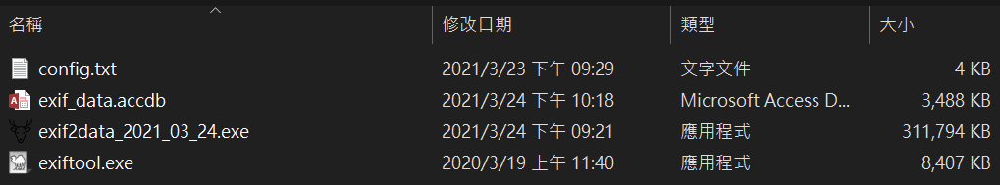 名稱 修改日期 類型 大小
config.txt 2021/3/23 下午 09:29 文字文件 4 KB
exif_data.accdb 2021/3/24 下午 10:18 Microsoft Access D... 3,488 KB
exif2data_2021_03_24.exe 2021/3/24 下午 09:21 應用程式 311,794 KB
exiftool.exe 2020/3/19 上午 11:40 應用程式 8,407 KB